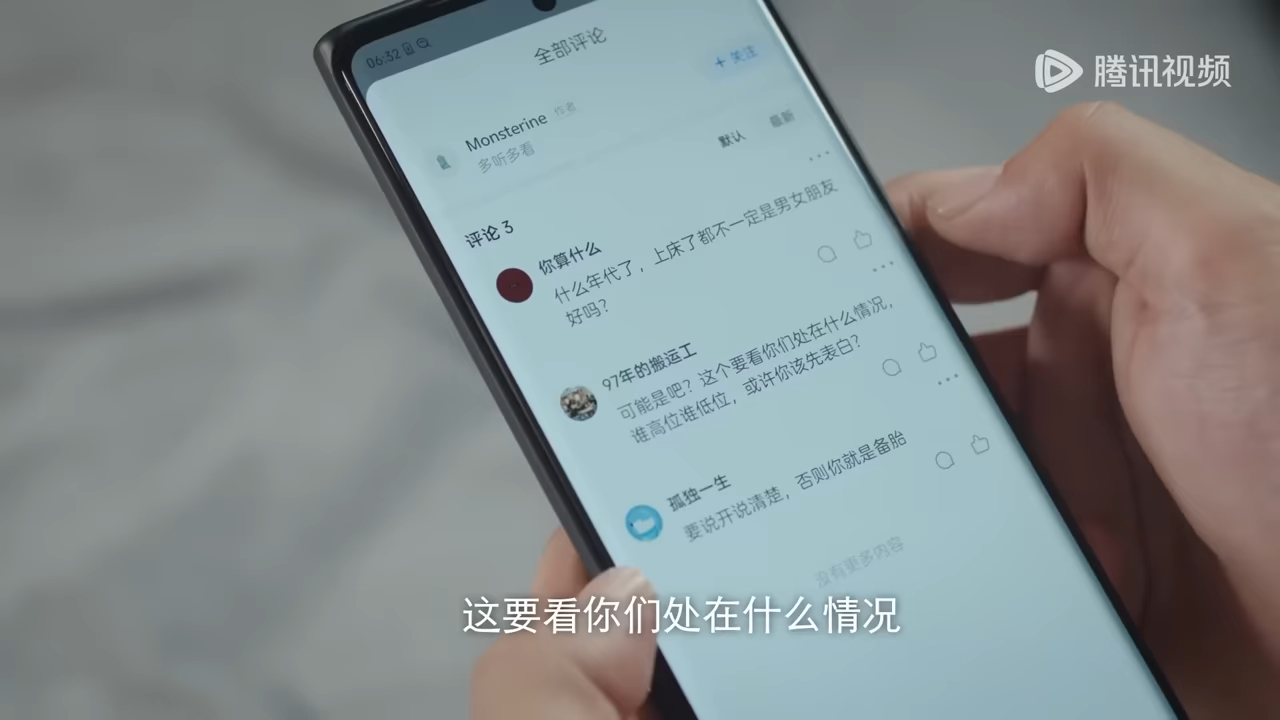 06:32
全部评论
腾讯视频
+ 关注
Monsterine 作者
多听多看
默认 最新
评论 3
你算什么
什么年代了，上床了都不一定是男女朋友
好吗？
97年的搬运工
可能是吧？这个要看你们处在什么情况，
谁高位谁低位，或许你该先表白？
孤独一生
要说开说清楚，否则你就是备胎
没有更多内容
这要看你们处在什么情况